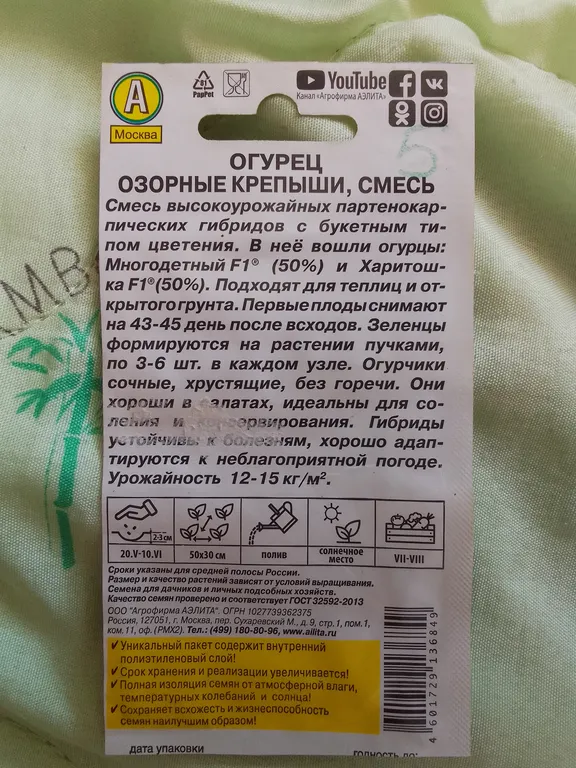 А
Москва
81
PapPet
YouTube
Канал «Агрофирма АЭЛИТА»
5
ОГУРЕЦ
ОЗОРНЫЕ КРЕПЫШИ, СМЕСЬ
Смесь высокоурожайных партенокар-
пических гибридов с букетным ти-
пом цветения. В неё вошли огурцы:
Многодетный F1® (50%) и Харитош-
ка F1®(50%). Подходят для теплиц и от-
крытого грунта. Первые плоды снимают
на 43-45 день после всходов. Зеленцы
формируются на растении пучками,
по 3-6 шт. в каждом узле. Огурчики
сочные, хрустящие, без горечи. Они
хороши в алатах, идеальны для со-
ления и сервирования. Гибриды
устойчивы к болезням, хорошо адап-
тируются к неблагоприятной погоде.
Урожайность 12-15 кг/м².
2-3 см
20.V-10.VI 50х30 см полив солнечное место VII-VIII
Сроки указаны для средней полосы России.
Размер и качество растений зависят от условий выращивания.
Семена для дачников и личных подсобных хозяйств.
Качество семян проверено и соответствует ГОСТ 32592-2013
ООО "Агрофирма АЭЛИТА". ОГРН 1027739362375
Россия, 127051, г. Москва, пер. Сухаревский М., д. 9, стр. 1, пом. 1,
ком. 11, оф. (РМХ2). Тел.: (499) 180-80-96, www.ailita.ru
✓Уникальный пакет содержит внутренний
полиэтиленовый слой!
✓Срок хранения и реализации увеличивается!
✓Полная изоляция семян от атмосферной влаги,
температурных колебаний и солнца!
✓Сохраняет всхожесть и жизнеспособность
семян наилучшим образом!
4 601729 136849
дата упаковки
годность до: